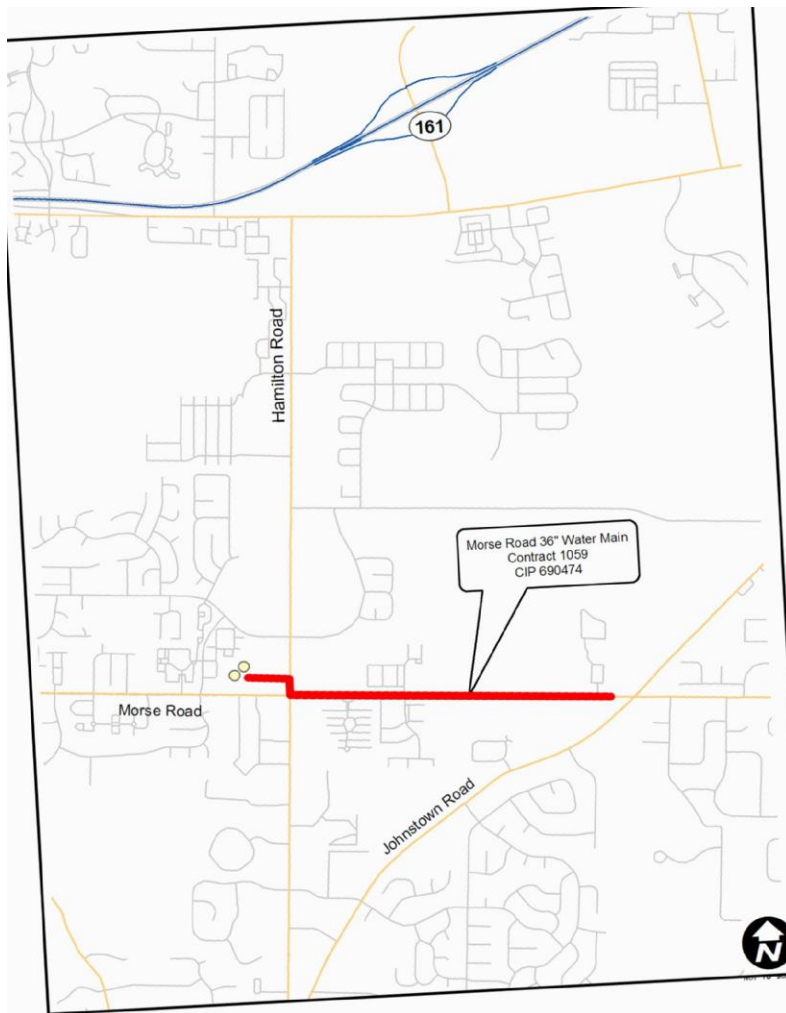 161
Hamilton Road
Morse Road 36" Water Main
Contract 1059
CIP 690474
Morse Road
Johnstown Road
N